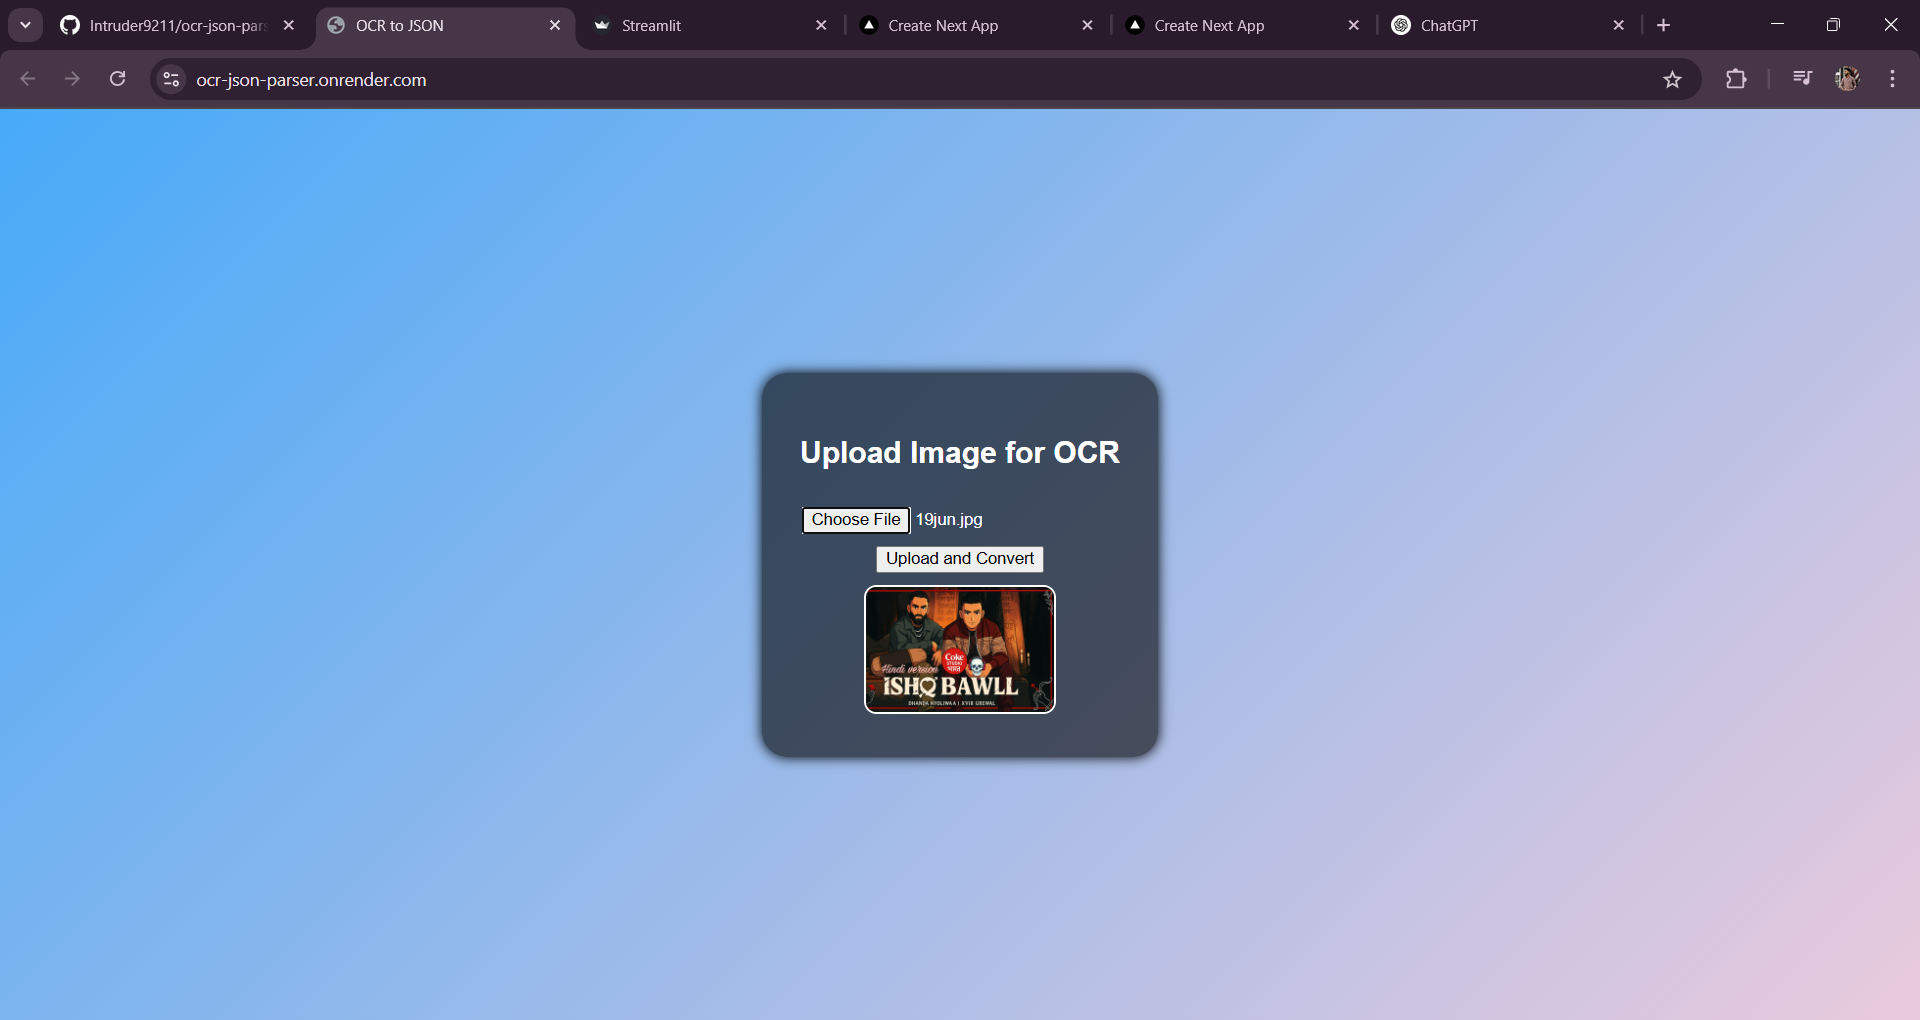 Intruder9211/ocr-json-par
OCR to JSON
Streamlit
Create Next App
Create Next App
ChatGPT
ocr-json-parser.onrender.com
Upload Image for OCR
Choose File 19jun.jpg
Upload and Convert
Coke
STUDIO
Hindi version
ISHQ BAWLL
DHANDA NYOLIWAA | XVIR GREWAL